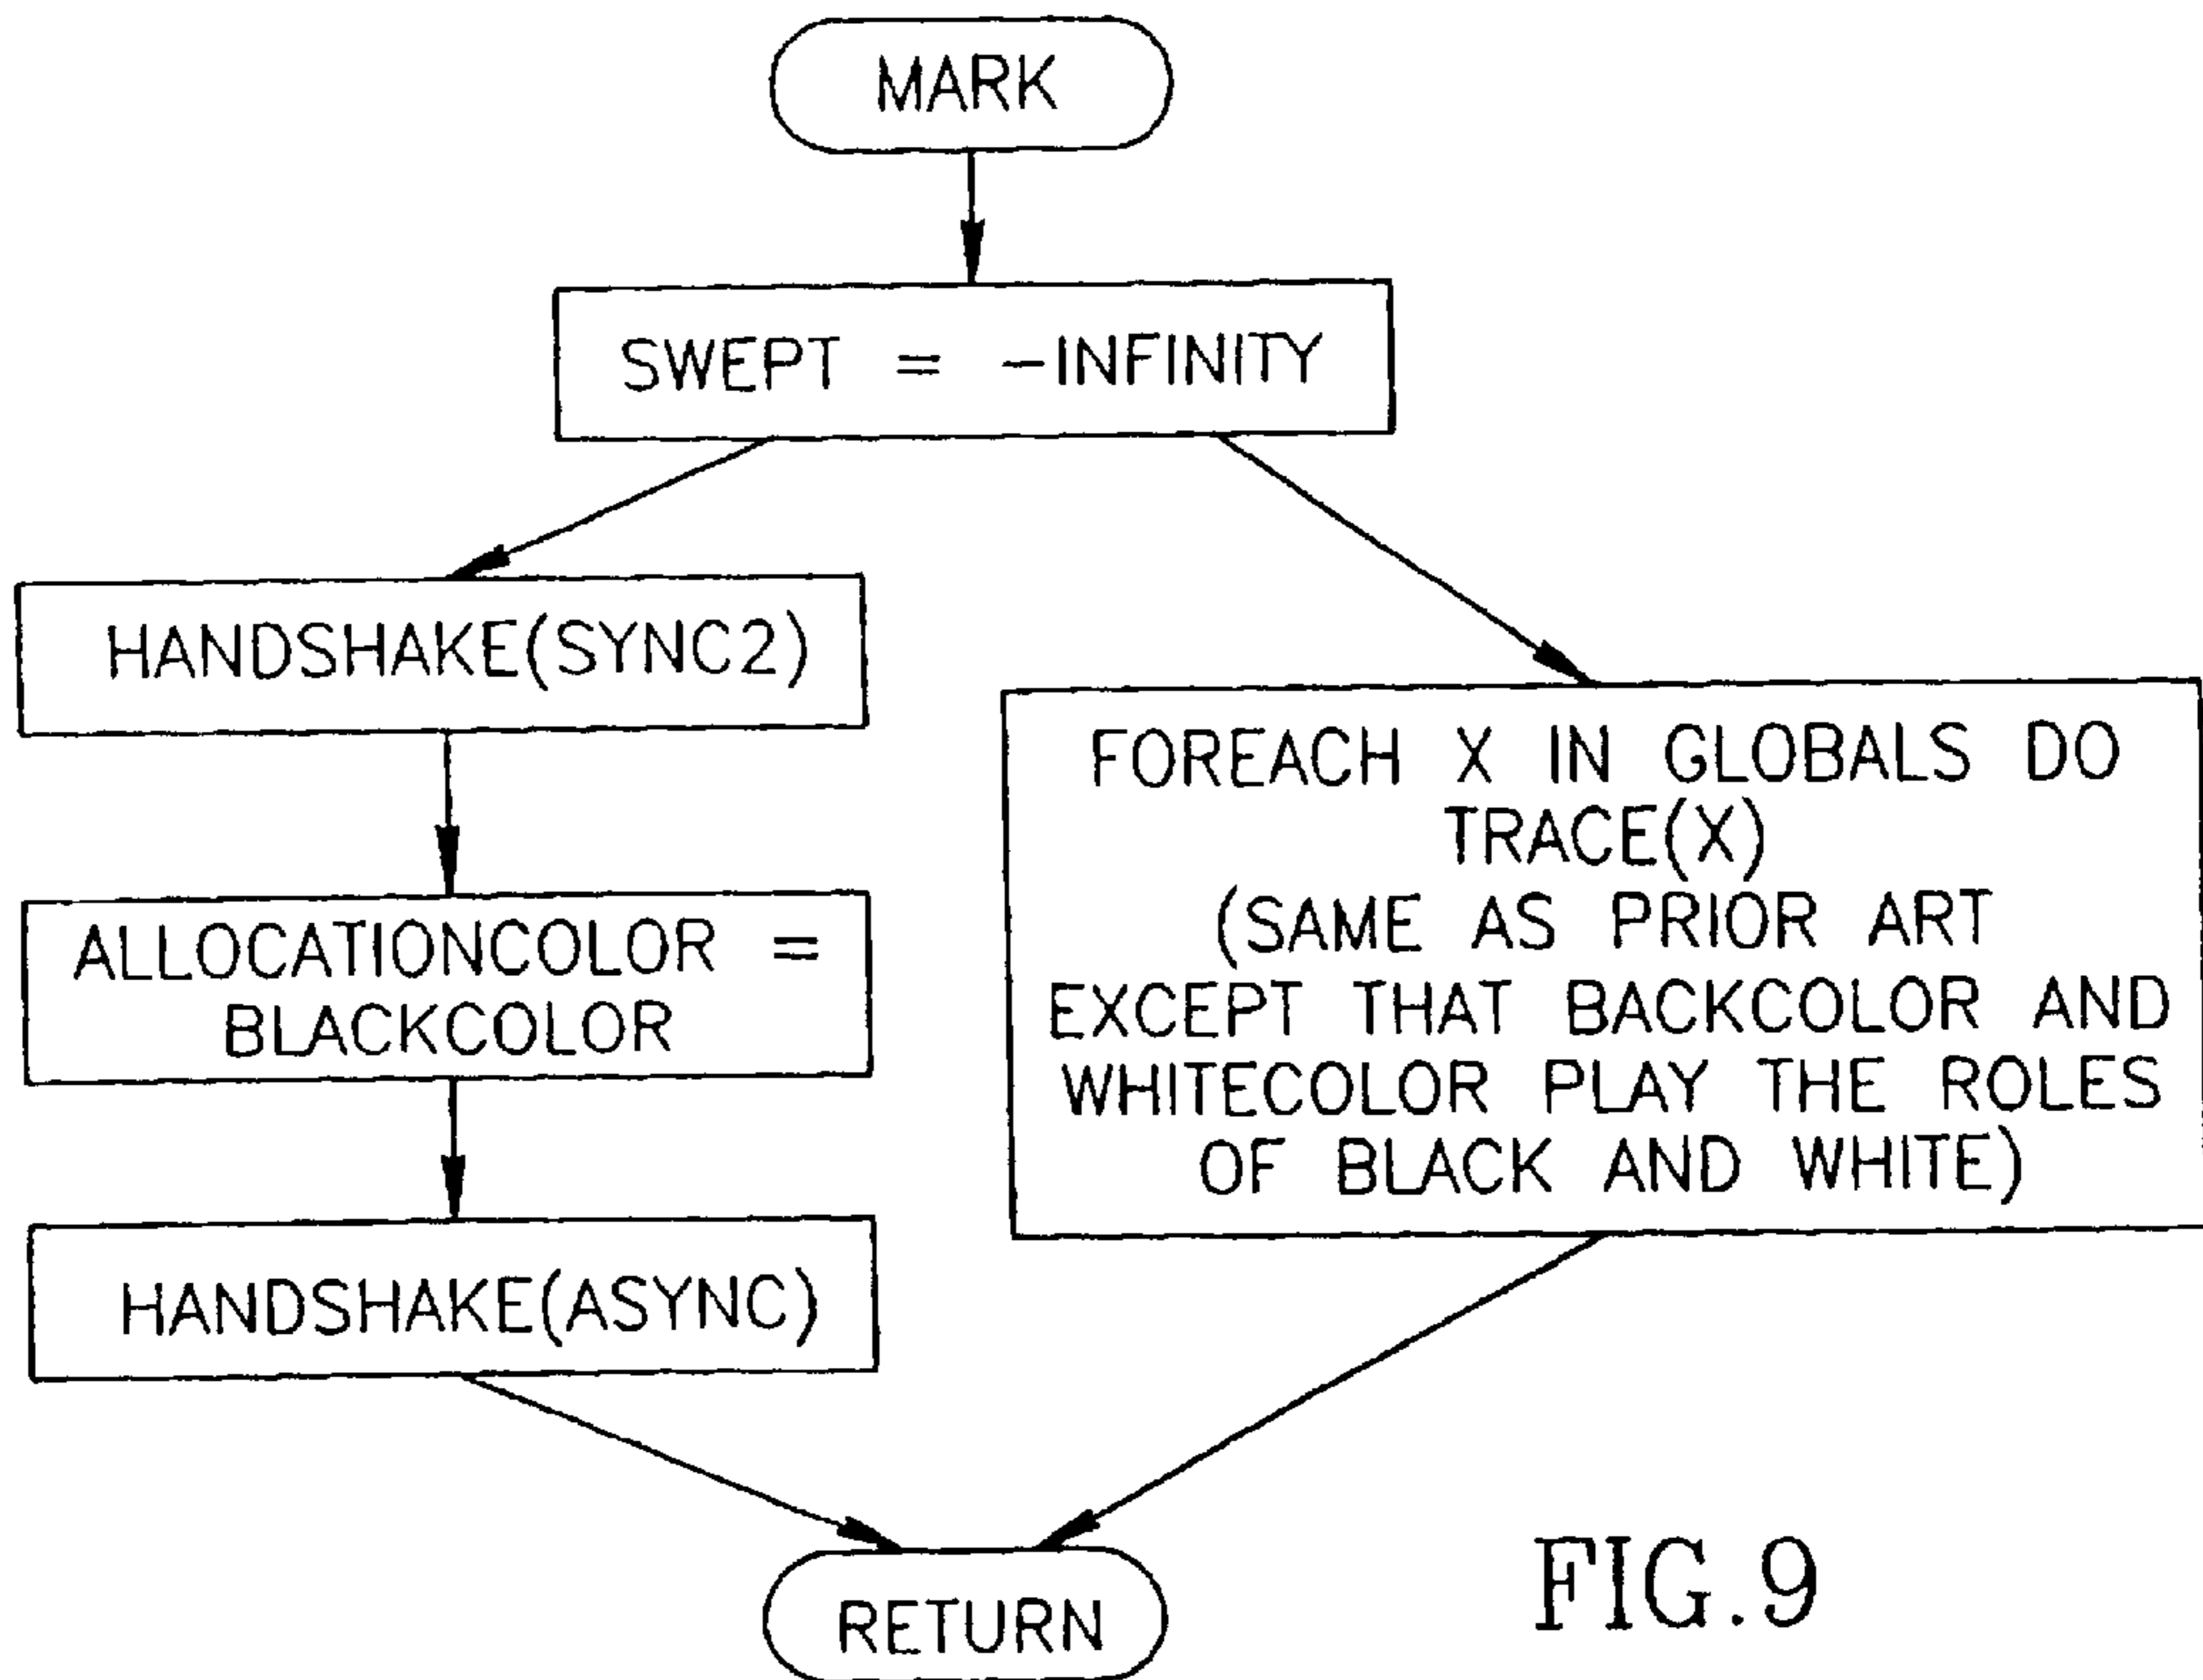 MARK
SWEPT = -INFINITY
HANDSHAKE(SYNC2)
ALLOCATIONCOLOR =
BLACKCOLOR
HANDSHAKE(ASYNC)
FOREACH X IN GLOBALS DO
TRACE(X)
(SAME AS PRIOR ART
EXCEPT THAT BACKCOLOR AND
WHITECOLOR PLAY THE ROLES
OF BLACK AND WHITE)
RETURN
FIG.9